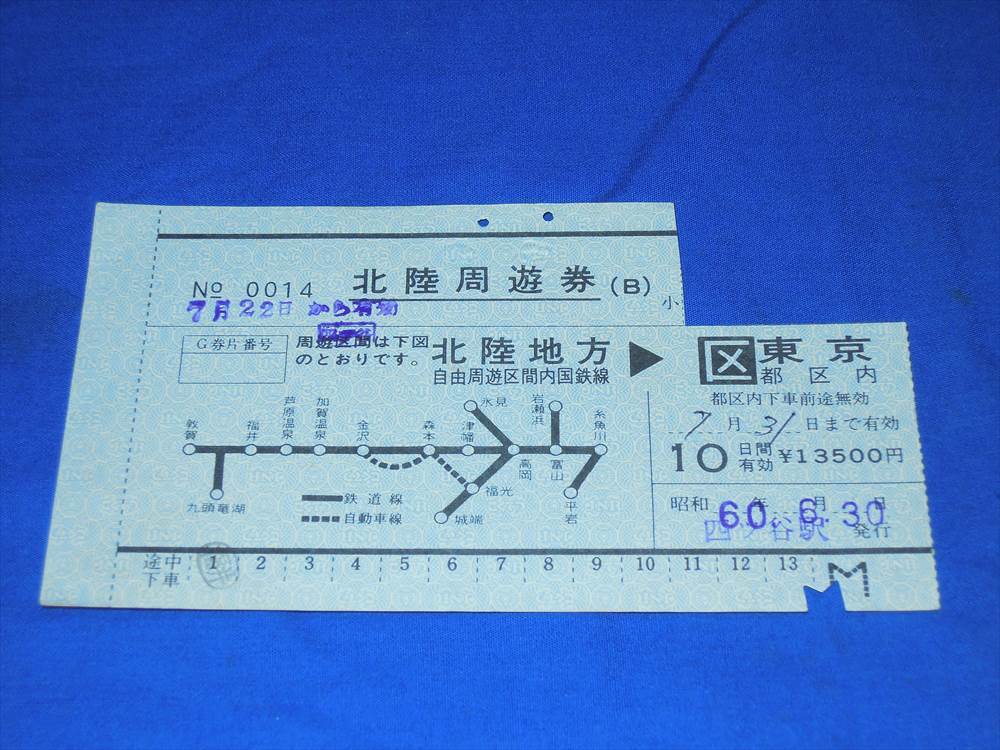 № 0014 北陸周遊券(B) 小
7月22日から有効
G券片番号
周遊区間は下図
のとおりです。
北陸地方
自由周遊区間内国鉄線
▶
区 東京
都区内
都区内下車前途無効
7月31日まで有効
10日間有効 ¥13500円
昭和60年6月30日
四ツ谷駅 発行
敦賀
福井
芦原温泉
加賀温泉
金沢
森本
津幡
高岡
富山
糸魚川
氷見
岩瀬浜
九頭竜湖
福光
城端
平岩
鉄道線
自動車線
途中下車 1 2 3 4 5 6 7 8 9 10 11 12 13